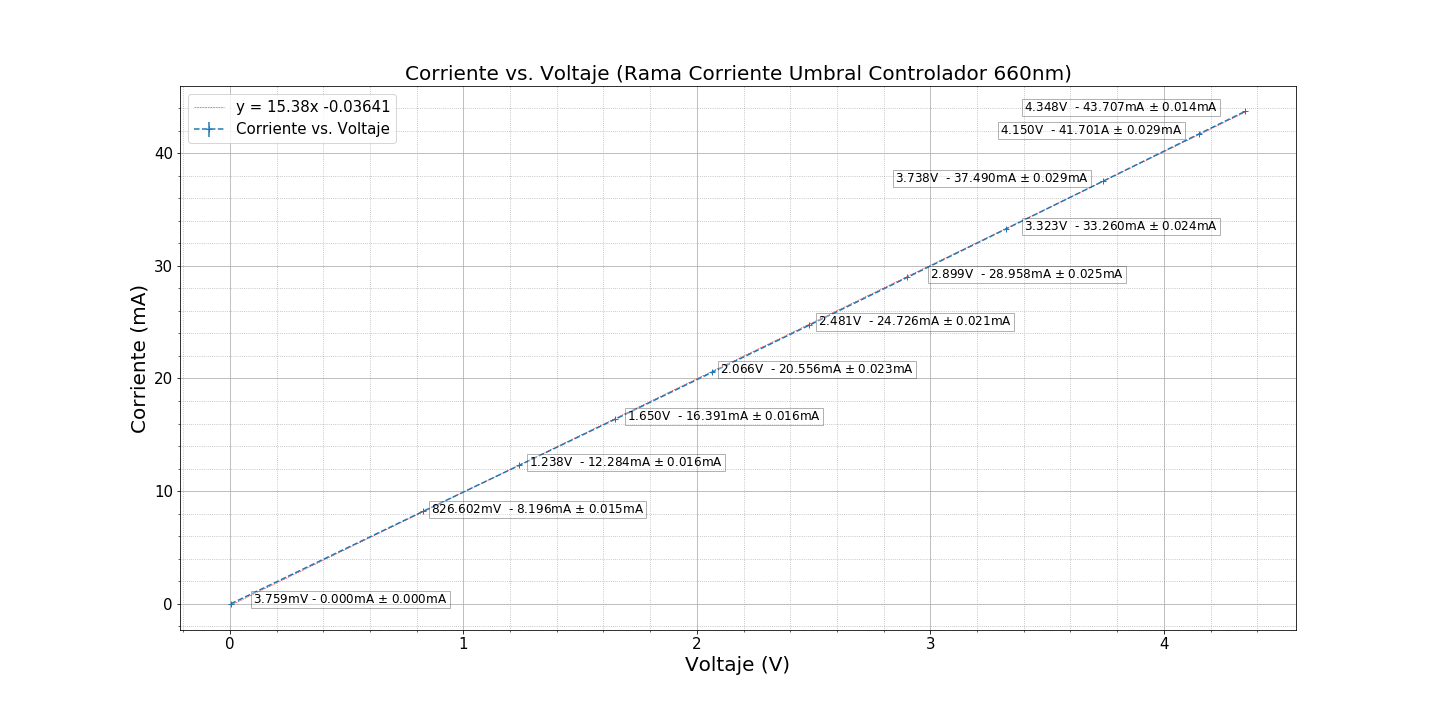 Corriente vs. Voltaje (Rama Corriente Umbral Controlador 660nm)
y = 15.38x -0.03641
Corriente vs. Voltaje
4.348V - 43.707mA ± 0.014mA
4.150V - 41.701A ± 0.029mA
3.738V - 37.490mA ± 0.029mA
3.323V - 33.260mA ± 0.024mA
2.899V - 28.958mA ± 0.025mA
2.481V - 24.726mA ± 0.021mA
2.066V - 20.556mA ± 0.023mA
1.650V - 16.391mA ± 0.016mA
1.238V - 12.284mA ± 0.016mA
826.602mV - 8.196mA ± 0.015mA
3.759mV - 0.000mA ± 0.000mA
40
30
20
10
0
Corriente (mA)
0 1 2 3 4
Voltaje (V)